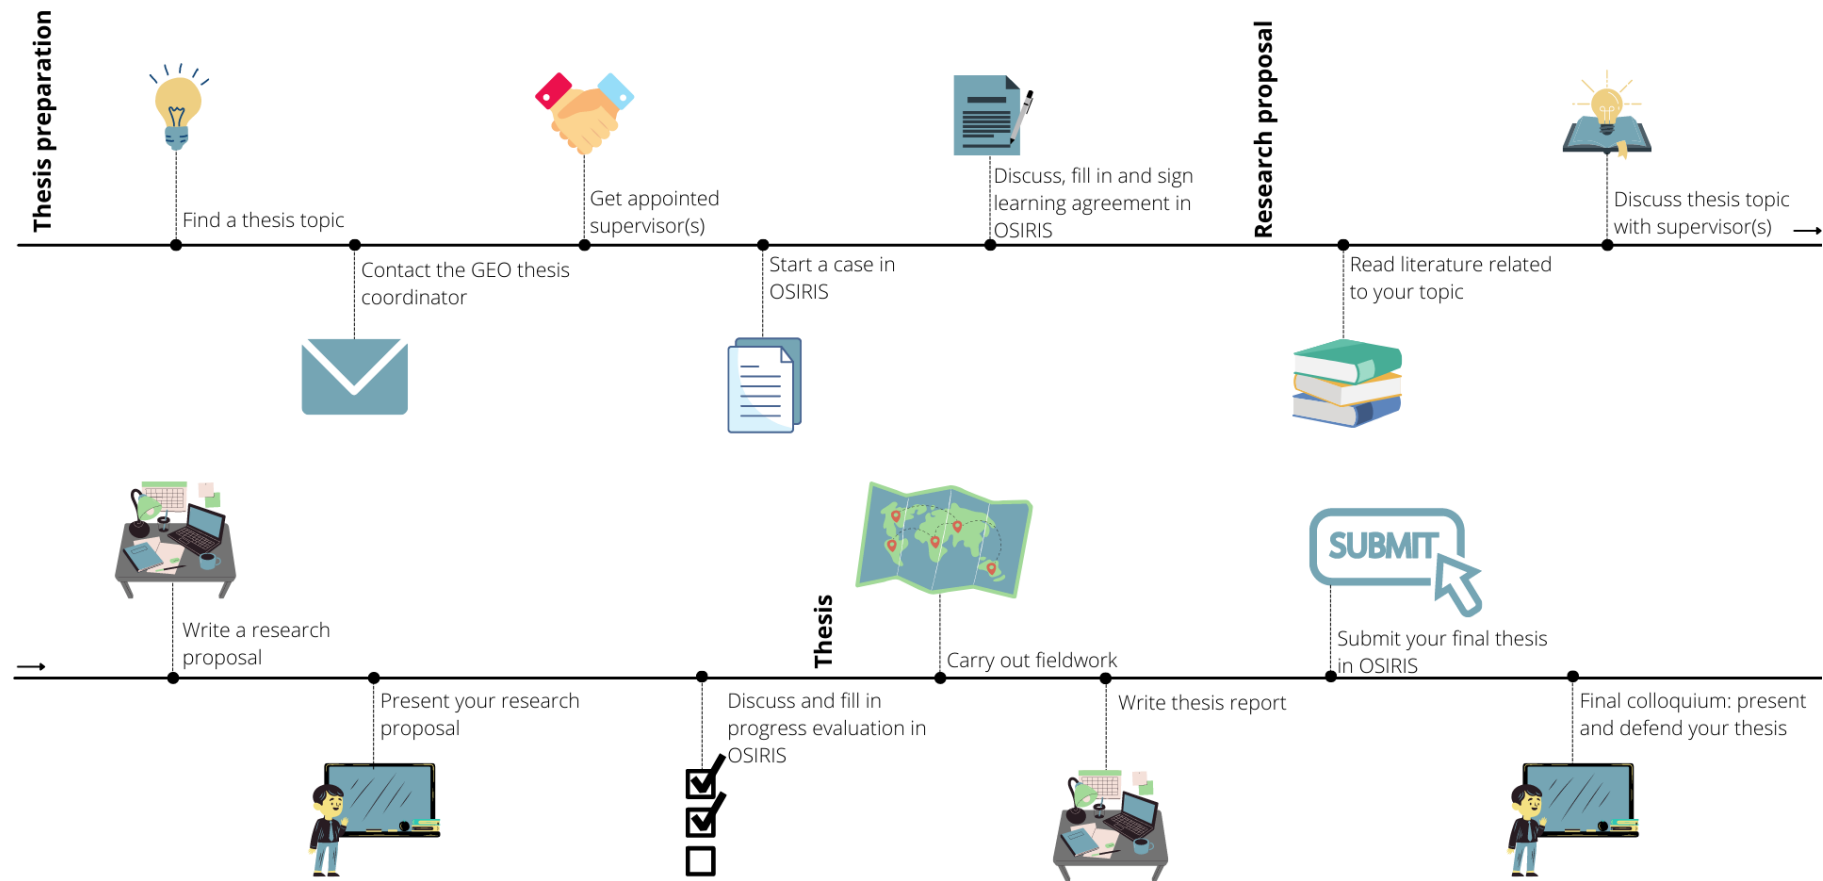 Thesis preparation
Find a thesis topic
Contact the GEO thesis
coordinator
Get appointed
supervisor(s)
Start a case in
OSIRIS
Discuss, fill in and sign
learning agreement in
OSIRIS
Research proposal
Read literature related
to your topic
Discuss thesis topic
with supervisor(s)
Write a research
proposal
Present your research
proposal
Discuss and fill in
progress evaluation in
OSIRIS
Thesis
Carry out fieldwork
Write thesis report
SUBMIT
Submit your final thesis
in OSIRIS
Final colloquium: present
and defend your thesis